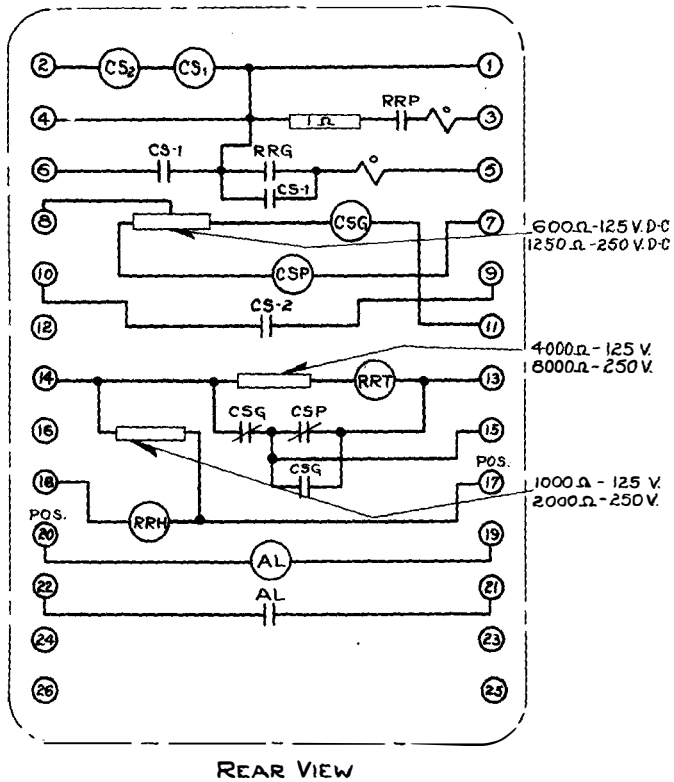 2 CS2 CS1 1
4 1Ω RRP 3
CS-1 RRG
6 5
CS-1
8 CSG 7 600Ω-125 V.D-C
1250Ω-250 V.D-C
10 CSP 9
CS-2
12 11
4000Ω-125 V.
8000Ω-250 V.
14 RRT 13
CSG CSP
16 15
CSG
18 POS.
17 1000Ω-125 V.
2000Ω-250 V.
RRH
POS.
20 19
AL
22 AL 21
24 23
26 25
REAR VIEW